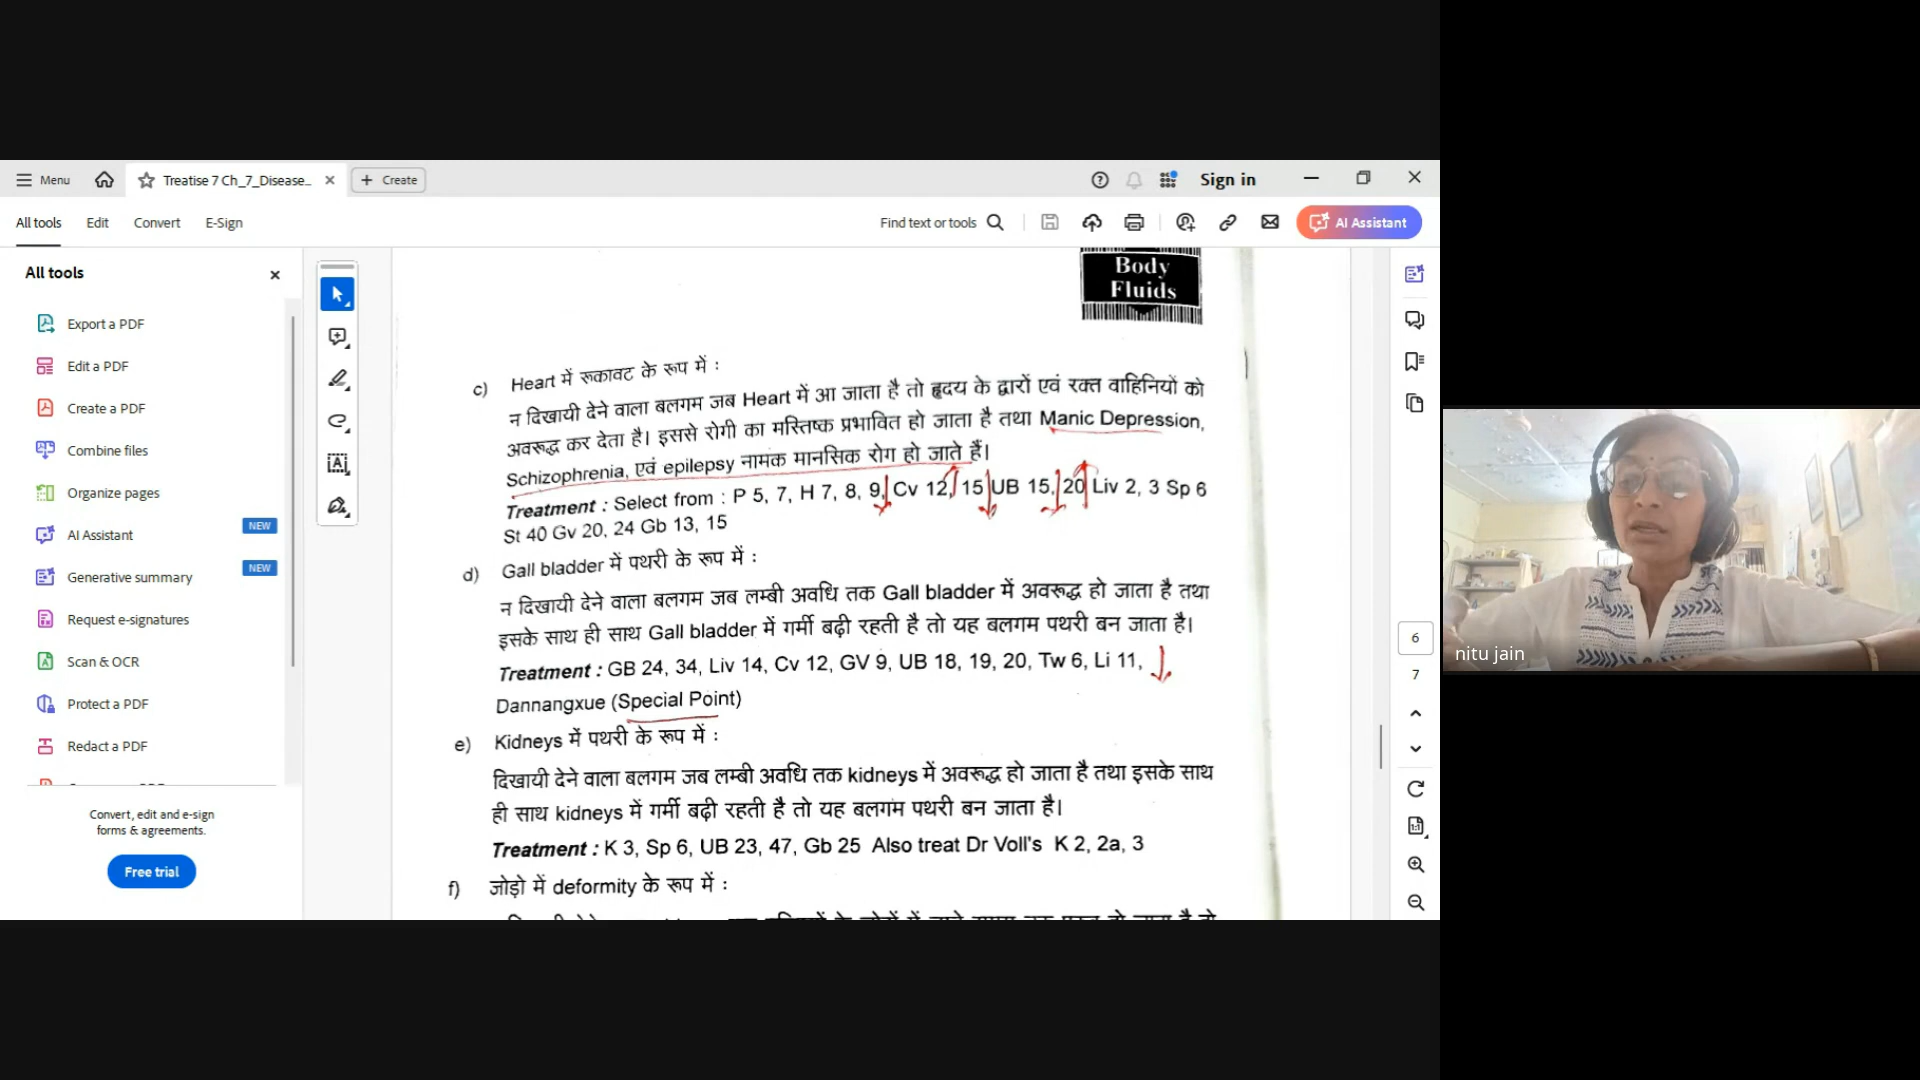 Menu
Treatise 7 Ch_7_Disease...
Create
Sign in
All tools
Edit
Convert
E-Sign
Find text or tools
AI Assistant
All tools
Export a PDF
Edit a PDF
Create a PDF
Combine files
Organize pages
AI Assistant
NEW
Generative summary
NEW
Request e-signatures
Scan & OCR
Protect a PDF
Redact a PDF
Convert, edit and e-sign
forms & agreements.
Free trial
Body
Fluids
c) Heart में रूकावट के रूप में :
न दिखायी देने वाला बलगम जब Heart में आ जाता है तो हृदय के द्वारों एवं रक्त वाहिनियों को
अवरूद्ध कर देता है। इससे रोगी का मस्तिष्क प्रभावित हो जाता है तथा Manic Depression,
Schizophrenia, एवं epilepsy नामक मानसिक रोग हो जाते हैं।
Treatment : Select from : P 5, 7, H 7, 8, 9, Cv 12, 15 UB 15, 20 Liv 2, 3 Sp 6
St 40 Gv 20, 24 Gb 13, 15
d) Gall bladder में पथरी के रूप में :
न दिखायी देने वाला बलगम जब लम्बी अवधि तक Gall bladder में अवरूद्ध हो जाता है तथा
इसके साथ ही साथ Gall bladder में गर्मी बढ़ी रहती है तो यह बलगम पथरी बन जाता है।
Treatment : GB 24, 34, Liv 14, Cv 12, GV 9, UB 18, 19, 20, Tw 6, Li 11,
Dannangxue (Special Point)
e) Kidneys में पथरी के रूप में :
दिखायी देने वाला बलगम जब लम्बी अवधि तक kidneys में अवरूद्ध हो जाता है तथा इसके साथ
ही साथ kidneys में गर्मी बढ़ी रहती है तो यह बलगम पथरी बन जाता है।
Treatment : K 3, Sp 6, UB 23, 47, Gb 25 Also treat Dr Voll's K 2, 2a, 3
f) जोड़ो में deformity के रूप में :
6
7
nitu jain